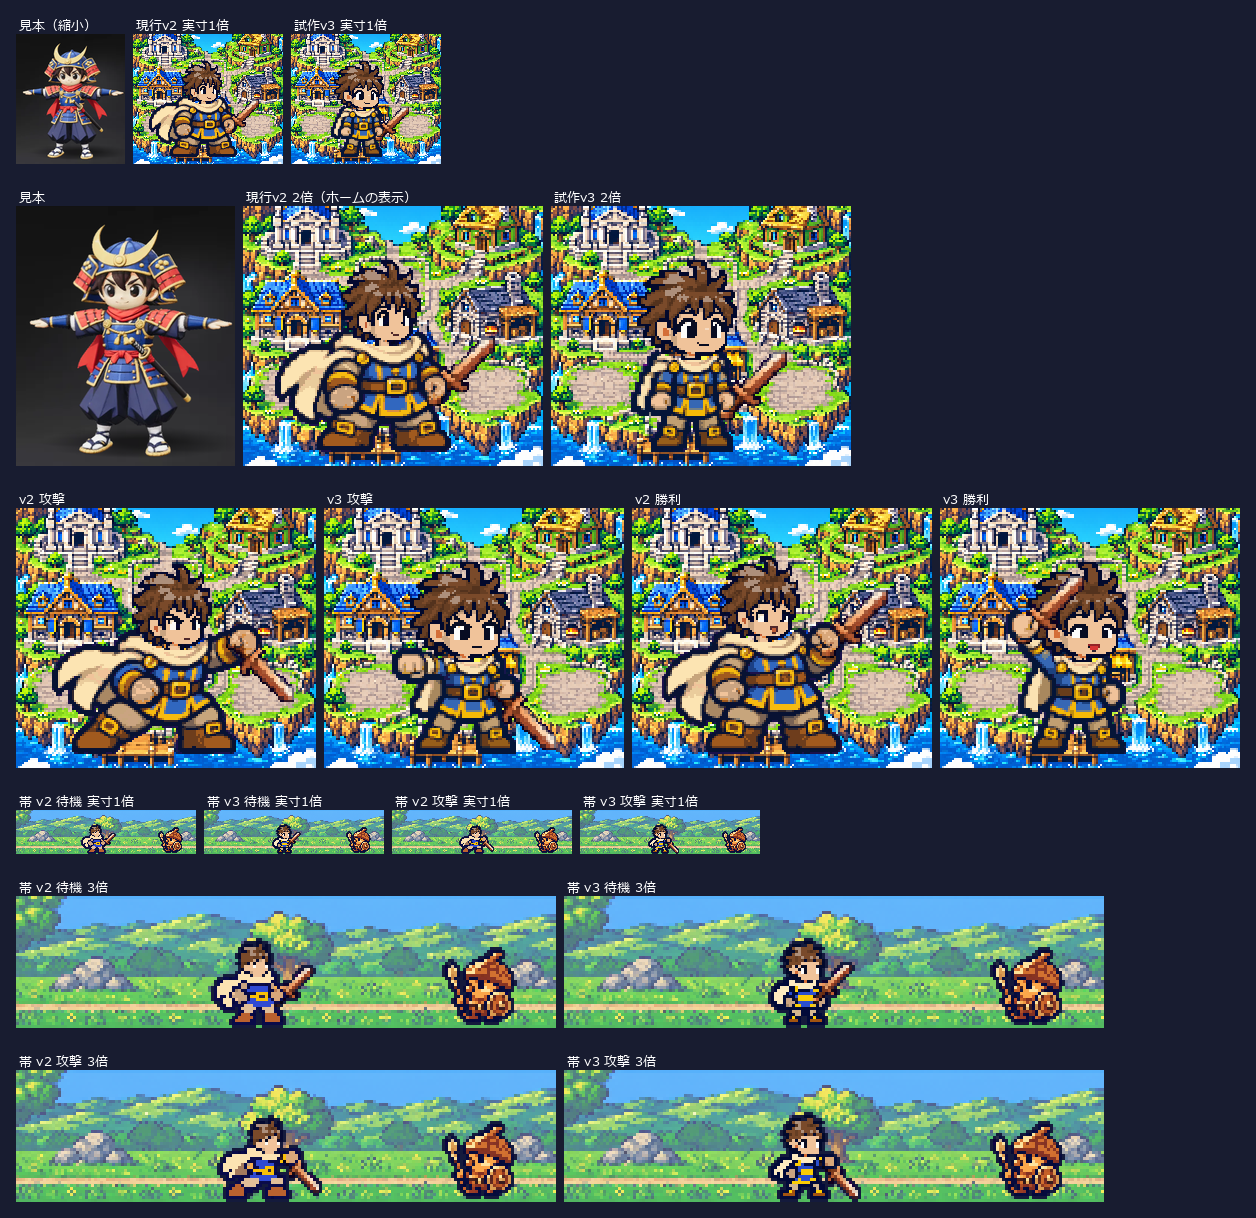 見本（縮小）
現行v2 実寸1倍
試作v3 実寸1倍
見本
現行v2 2倍（ホームの表示）
試作v3 2倍
v2 攻撃
v3 攻撃
v2 勝利
v3 勝利
帯 v2 待機 実寸1倍
帯 v3 待機 実寸1倍
帯 v2 攻撃 実寸1倍
帯 v3 攻撃 実寸1倍
帯 v2 待機 3倍
帯 v3 待機 3倍
帯 v2 攻撃 3倍
帯 v3 攻撃 3倍